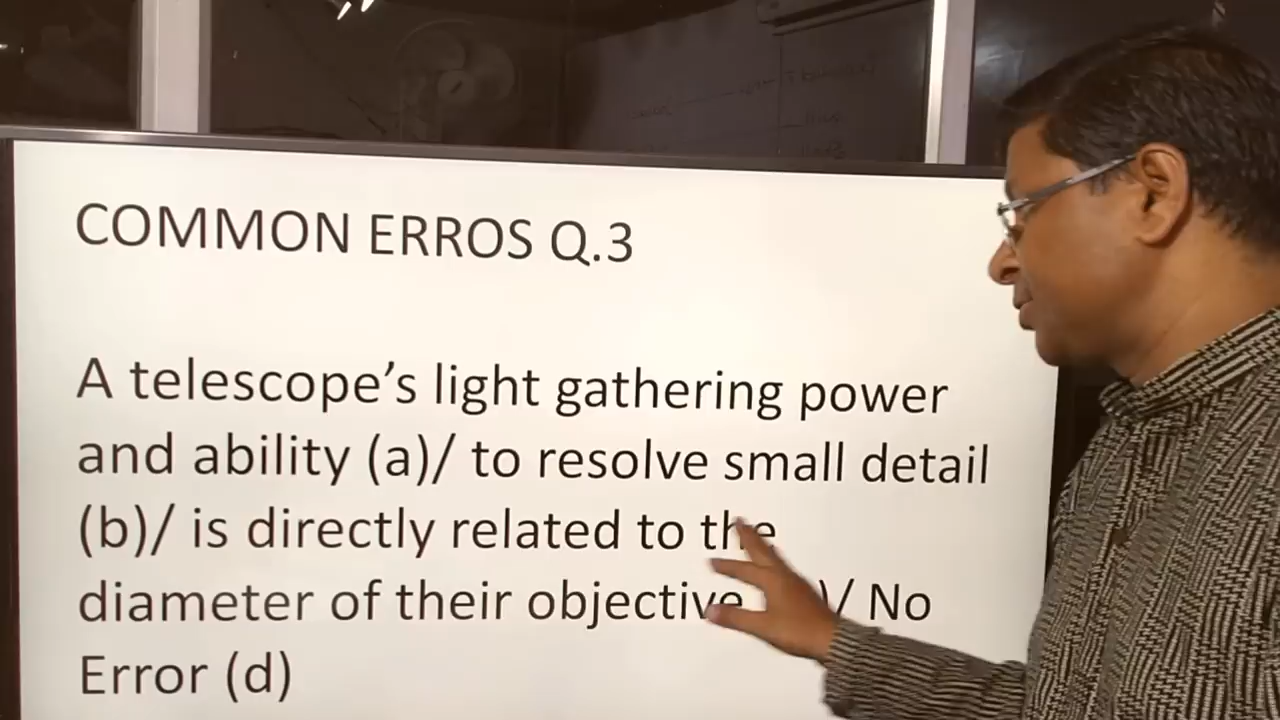 COMMON ERROS Q.3
A telescope's light gathering power
and ability (a)/ to resolve small detail
(b)/ is directly related to the
diameter of their objective )/ No
Error (d)